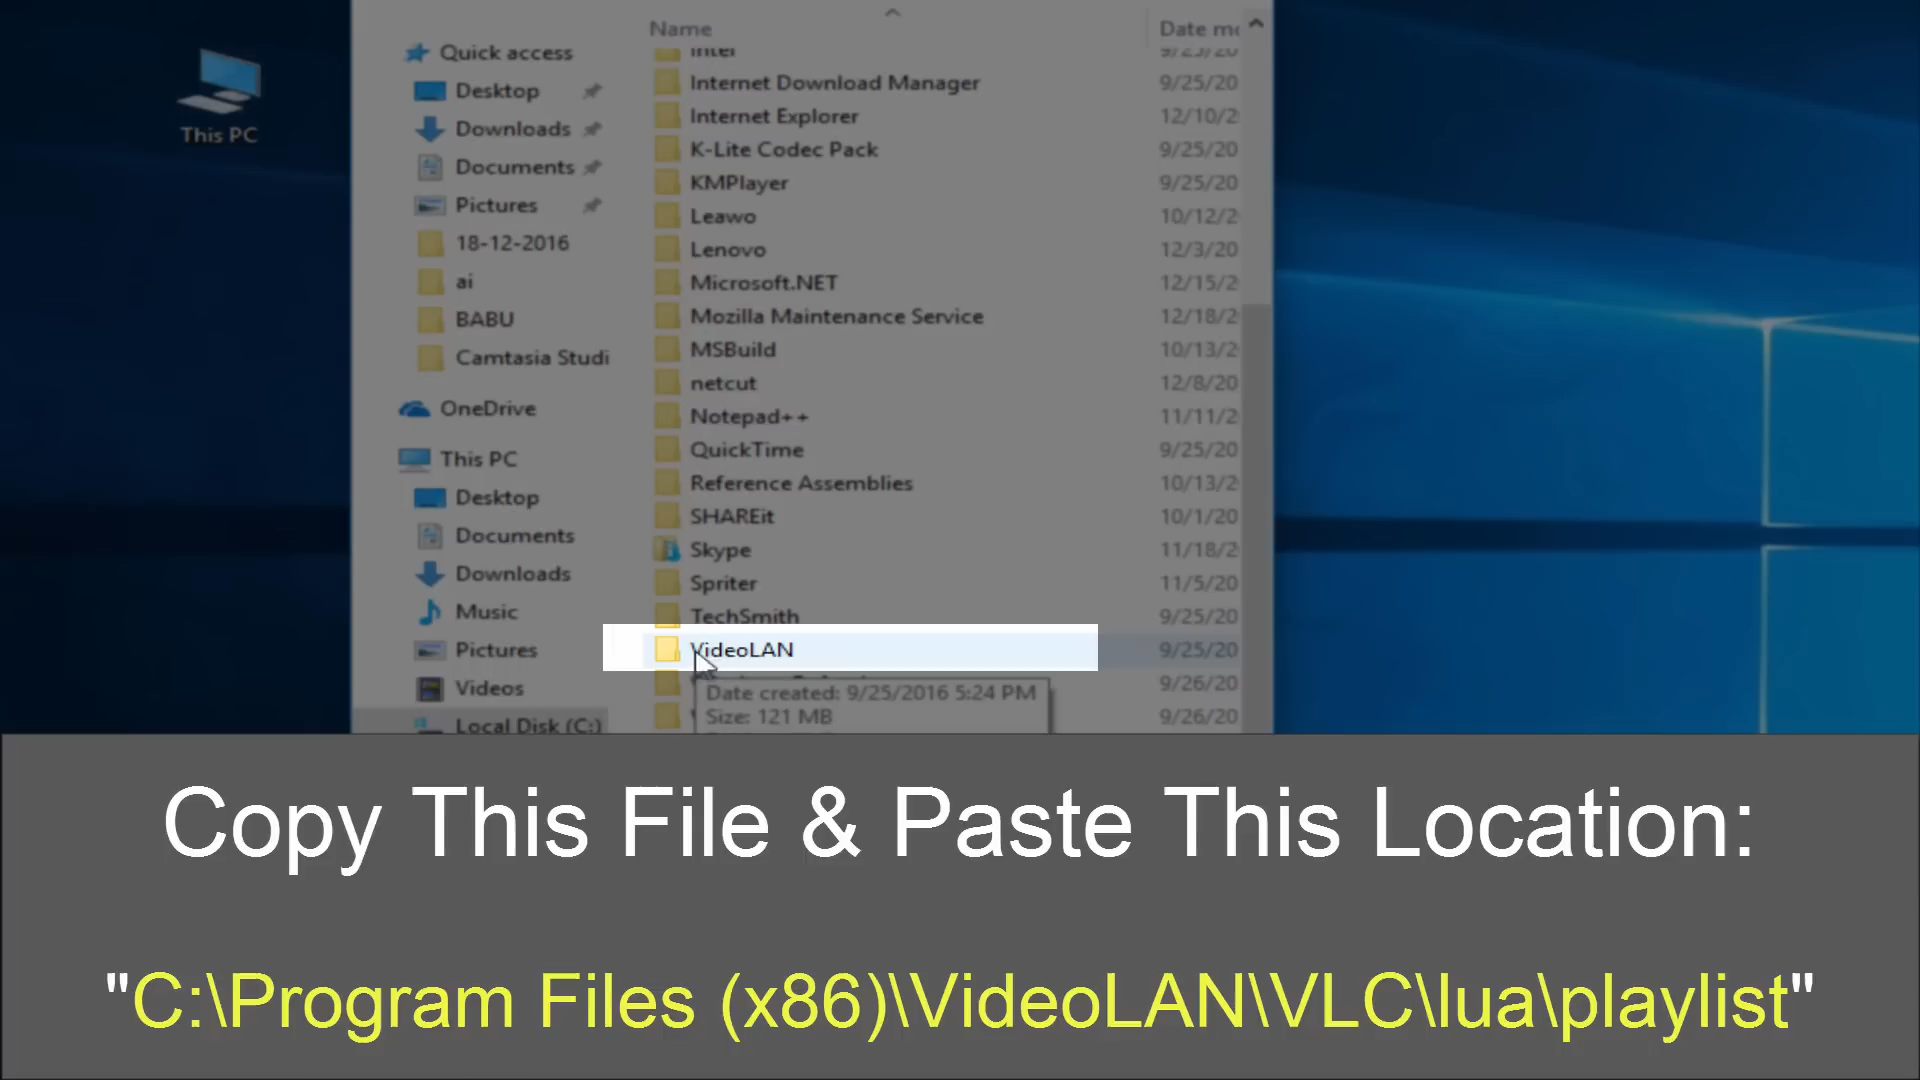 Name
Date mo
Quick access
Desktop
Downloads
Documents
Pictures
18-12-2016
ai
BABU
Camtasia Studi
OneDrive
This PC
Desktop
Documents
Downloads
Music
Pictures
Videos
Local Disk (C:)
This PC
Intel 9/25/20
Internet Download Manager 9/25/20
Internet Explorer 12/10/2
K-Lite Codec Pack 9/25/20
KMPlayer 9/25/20
Leawo 10/12/2
Lenovo 12/3/20
Microsoft.NET 12/15/2
Mozilla Maintenance Service 12/18/2
MSBuild 10/13/2
netcut 12/8/20
Notepad++ 11/11/2
QuickTime 9/25/20
Reference Assemblies 10/13/2
SHAREit 10/1/20
Skype 11/18/2
Spriter 11/5/20
TechSmith 9/25/20
VideoLAN 9/25/20
9/26/20
9/26/20
Date created: 9/25/2016 5:24 PM
Size: 121 MB
Copy This File & Paste This Location:
"C:\Program Files (x86)\VideoLAN\VLC\lua\playlist"